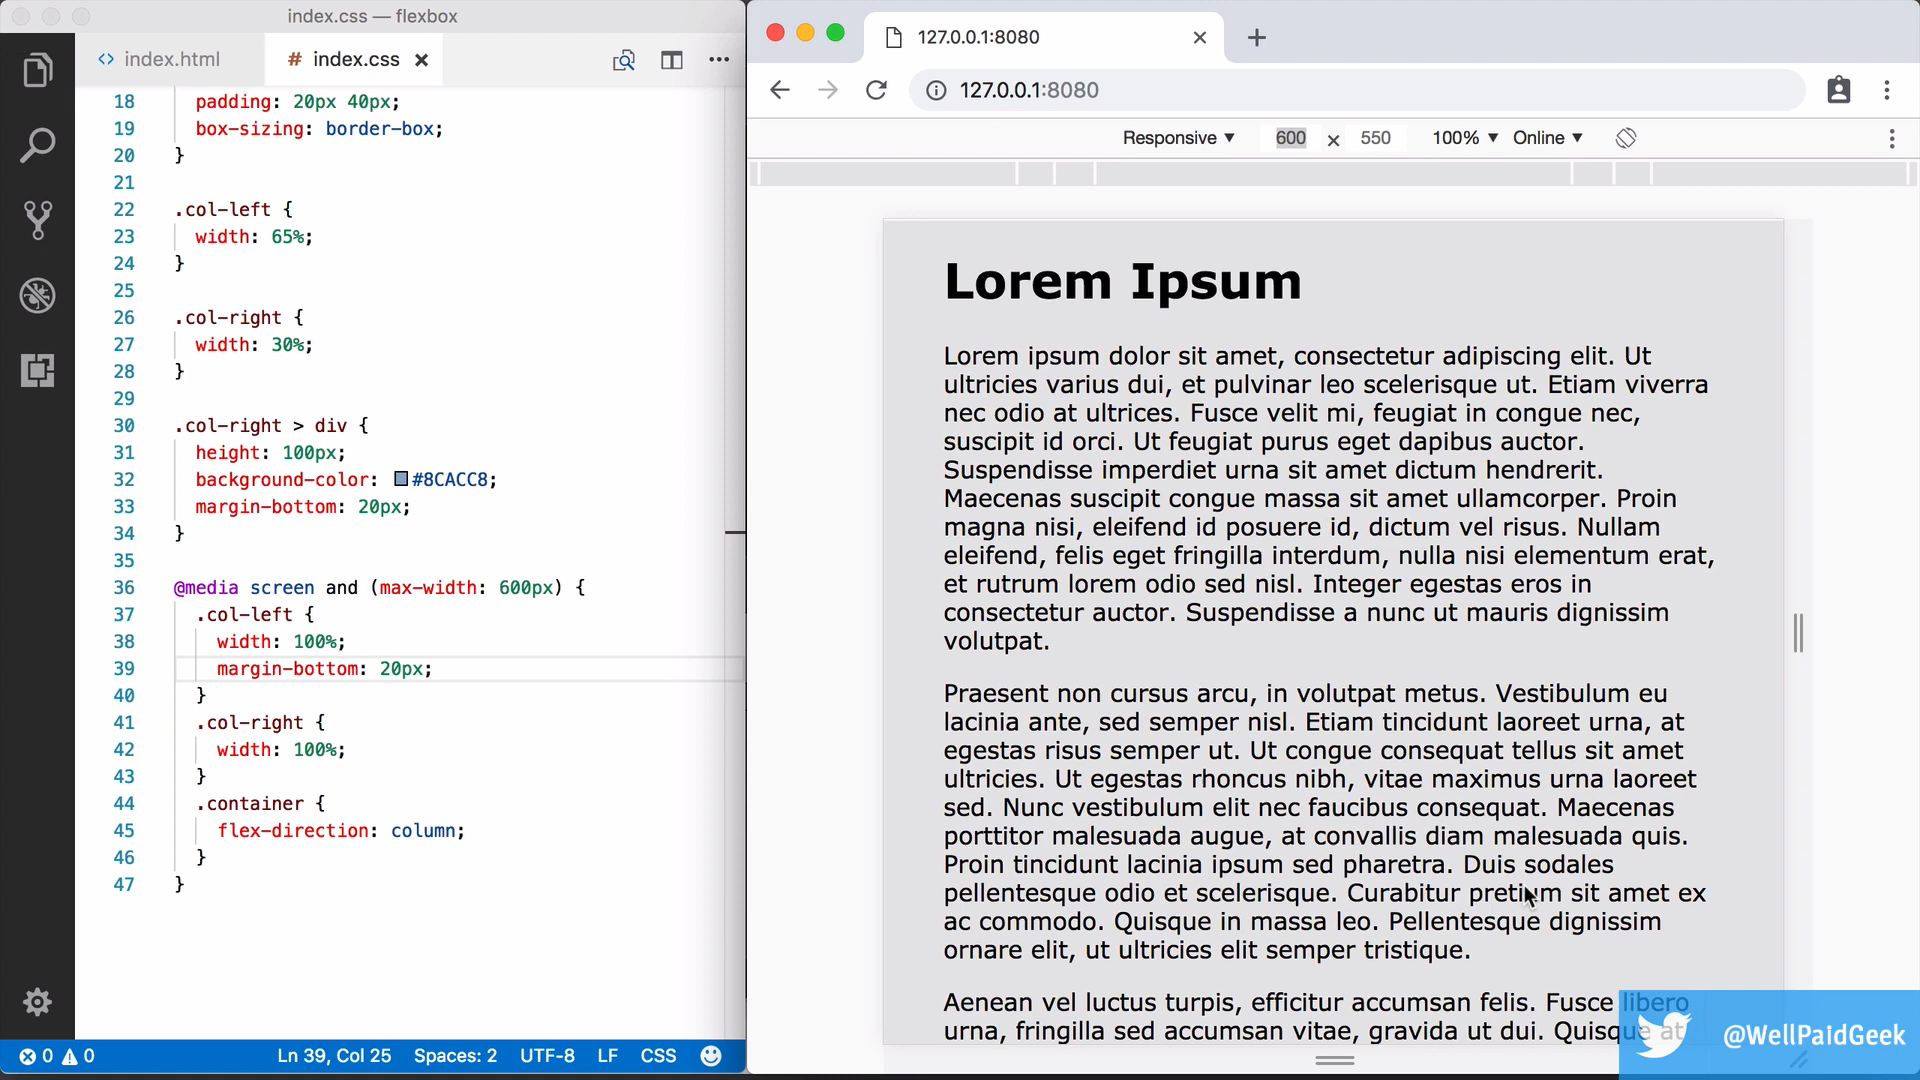 index.css — flexbox
index.html
# index.css
18 padding: 20px 40px;
19 box-sizing: border-box;
20 }
21
22 .col-left {
23 width: 65%;
24 }
25
26 .col-right {
27 width: 30%;
28 }
29
30 .col-right > div {
31 height: 100px;
32 background-color: #8CACC8;
33 margin-bottom: 20px;
34 }
35
36 @media screen and (max-width: 600px) {
37 .col-left {
38 width: 100%;
39 margin-bottom: 20px;
40 }
41 .col-right {
42 width: 100%;
43 }
44 .container {
45 flex-direction: column;
46 }
47 }
0 0 Ln 39, Col 25 Spaces: 2 UTF-8 LF CSS
127.0.0.1:8080
127.0.0.1:8080
Responsive 600 × 550 100% Online
Lorem Ipsum
Lorem ipsum dolor sit amet, consectetur adipiscing elit. Ut
ultricies varius dui, et pulvinar leo scelerisque ut. Etiam viverra
nec odio at ultrices. Fusce velit mi, feugiat in congue nec,
suscipit id orci. Ut feugiat purus eget dapibus auctor.
Suspendisse imperdiet urna sit amet dictum hendrerit.
Maecenas suscipit congue massa sit amet ullamcorper. Proin
magna nisi, eleifend id posuere id, dictum vel risus. Nullam
eleifend, felis eget fringilla interdum, nulla nisi elementum erat,
et rutrum lorem odio sed nisl. Integer egestas eros in
consectetur auctor. Suspendisse a nunc ut mauris dignissim
volutpat.
Praesent non cursus arcu, in volutpat metus. Vestibulum eu
lacinia ante, sed semper nisl. Etiam tincidunt laoreet urna, at
egestas risus semper ut. Ut congue consequat tellus sit amet
ultricies. Ut egestas rhoncus nibh, vitae maximus urna laoreet
sed. Nunc vestibulum elit nec faucibus consequat. Maecenas
porttitor malesuada augue, at convallis diam malesuada quis.
Proin tincidunt lacinia ipsum sed pharetra. Duis sodales
pellentesque odio et scelerisque. Curabitur pretium sit amet ex
ac commodo. Quisque in massa leo. Pellentesque dignissim
ornare elit, ut ultricies elit semper tristique.
Aenean vel luctus turpis, efficitur accumsan felis. Fusce libero
urna, fringilla sed accumsan vitae, gravida ut dui. Quisque at
@WellPaidGeek